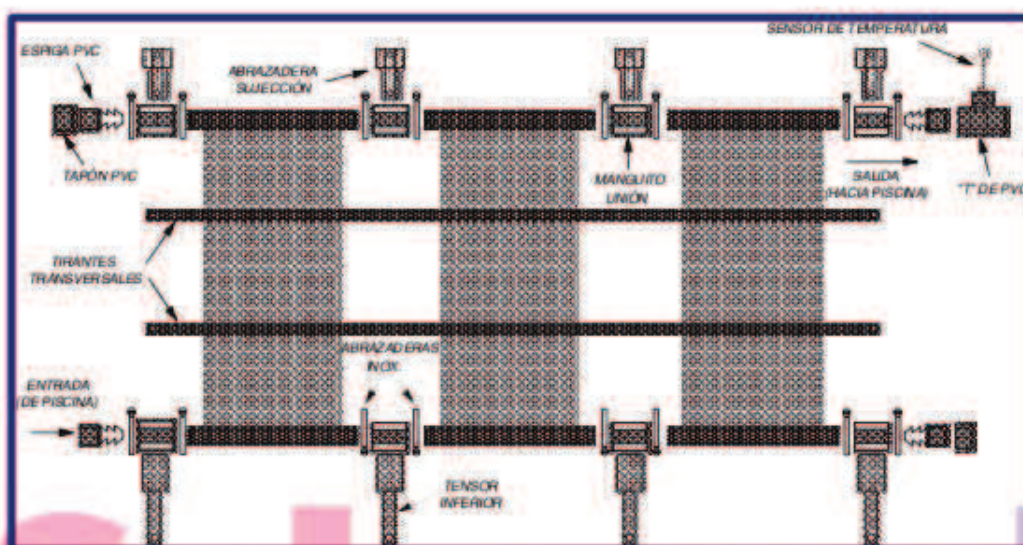 SENSOR DE TEMPERATURA
ESPIGA PVC
ABRAZADERA
SUJECCIÓN
TAPÓN PVC
MANGUITO
UNIÓN
SALIDA
(HACIA PISCINA)
"T" DE PVC
TIRANTES
TRANSVERSALES
ABRAZADERAS
INOX.
ENTRADA
(DE PISCINA)
TENSOR
INFERIOR